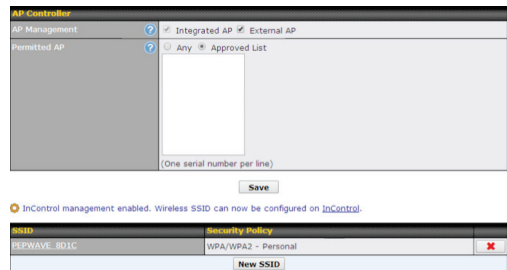 AP Controller
AP Management ? Integrated AP External AP
Permitted AP ? Any Approved List
(One serial number per line)
Save
InControl management enabled. Wireless SSID can now be configured on InControl.
SSID Security Policy
PEPWAVE_8D1C WPA/WPA2 - Personal
New SSID